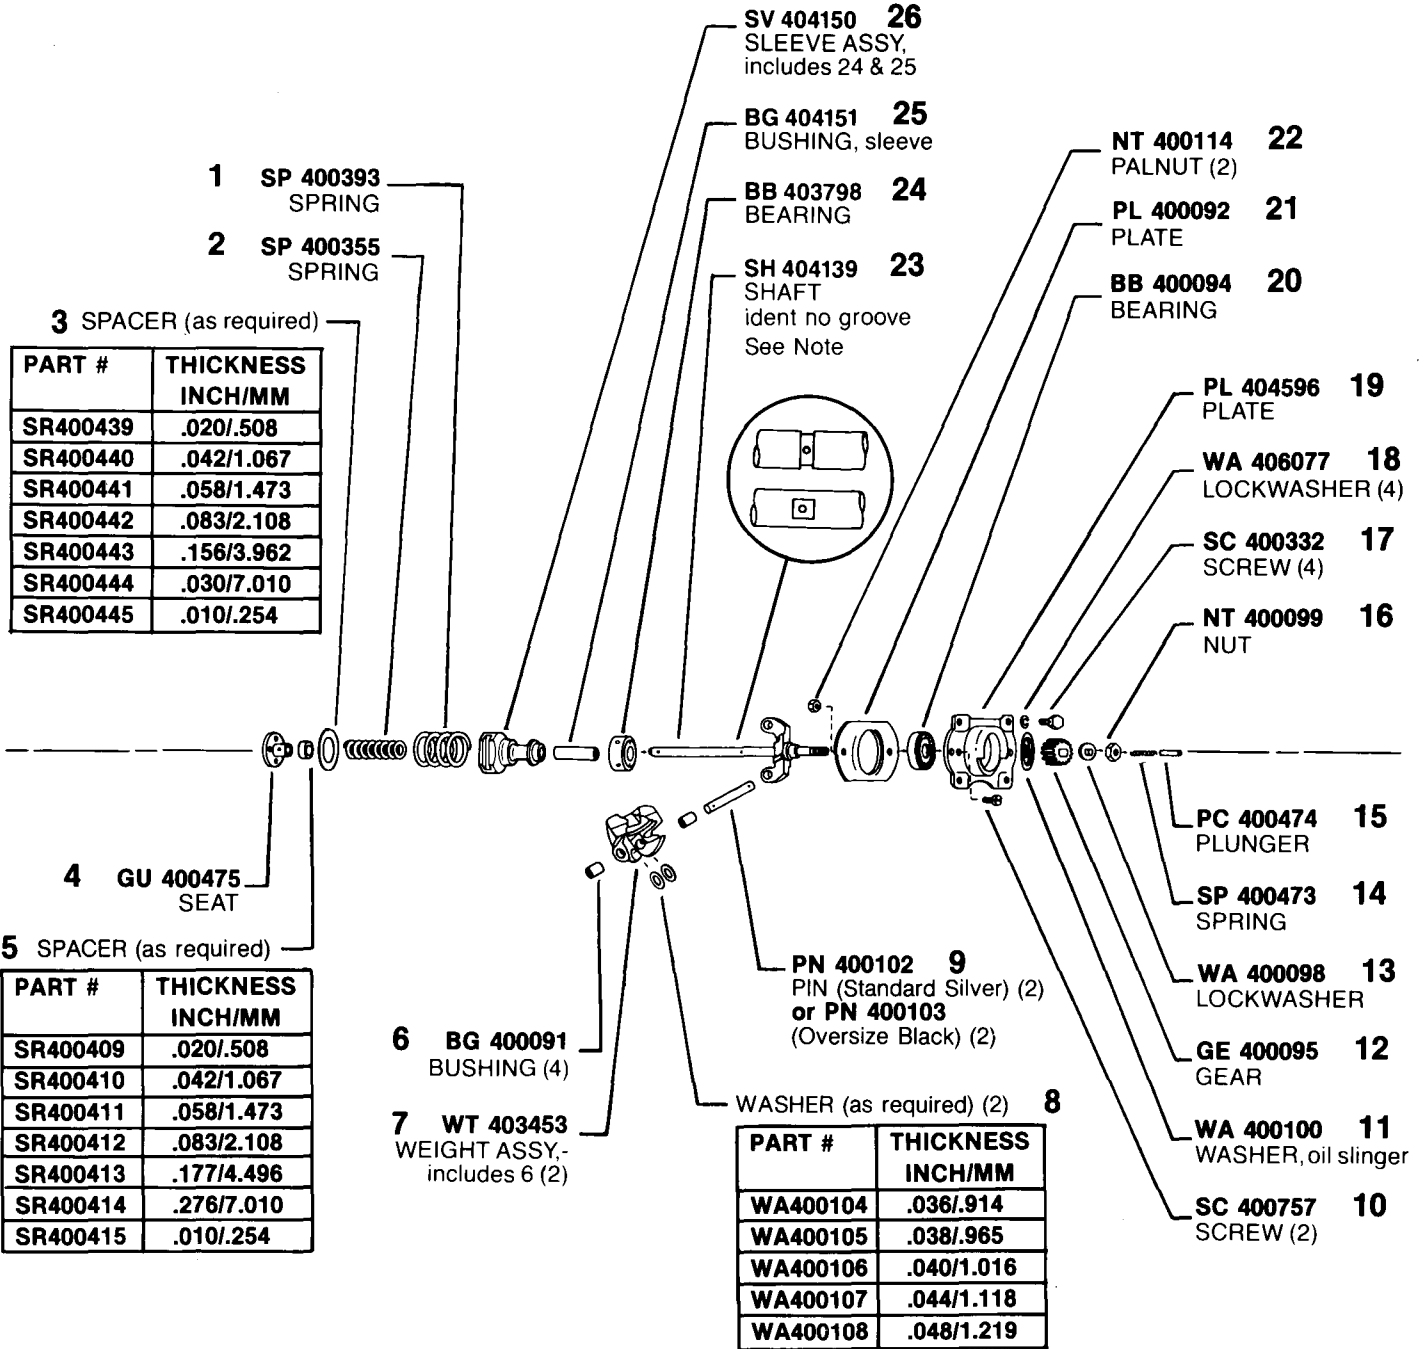 SV 404150 26
SLEEVE ASSY,
includes 24 & 25
BG 404151 25
BUSHING, sleeve
BB 403798 24
BEARING
SH 404139 23
SHAFT
ident no groove
See Note
NT 400114 22
PALNUT (2)
PL 400092 21
PLATE
BB 400094 20
BEARING
PL 404596 19
PLATE
WA 406077 18
LOCKWASHER (4)
SC 400332 17
SCREW (4)
NT 400099 16
NUT
1 SP 400393
SPRING
2 SP 400355
SPRING
3 SPACER (as required)
PART # THICKNESS
INCH/MM
SR400439 .020/.508
SR400440 .042/1.067
SR400441 .058/1.473
SR400442 .083/2.108
SR400443 .156/3.962
SR400444 .030/7.010
SR400445 .010/.254
4 GU 400475
SEAT
5 SPACER (as required)
PART # THICKNESS
INCH/MM
SR400409 .020/.508
SR400410 .042/1.067
SR400411 .058/1.473
SR400412 .083/2.108
SR400413 .177/4.496
SR400414 .276/7.010
SR400415 .010/.254
6 BG 400091
BUSHING (4)
7 WT 403453
WEIGHT ASSY,-
includes 6 (2)
PN 400102 9
PIN (Standard Silver) (2)
or PN 400103
(Oversize Black) (2)
WASHER (as required) (2) 8
PART # THICKNESS
INCH/MM
WA400104 .036/.914
WA400105 .038/.965
WA400106 .040/1.016
WA400107 .044/1.118
WA400108 .048/1.219
PC 400474 15
PLUNGER
SP 400473 14
SPRING
WA 400098 13
LOCKWASHER
GE 400095 12
GEAR
WA 400100 11
WASHER, oil slinger
SC 400757 10
SCREW (2)